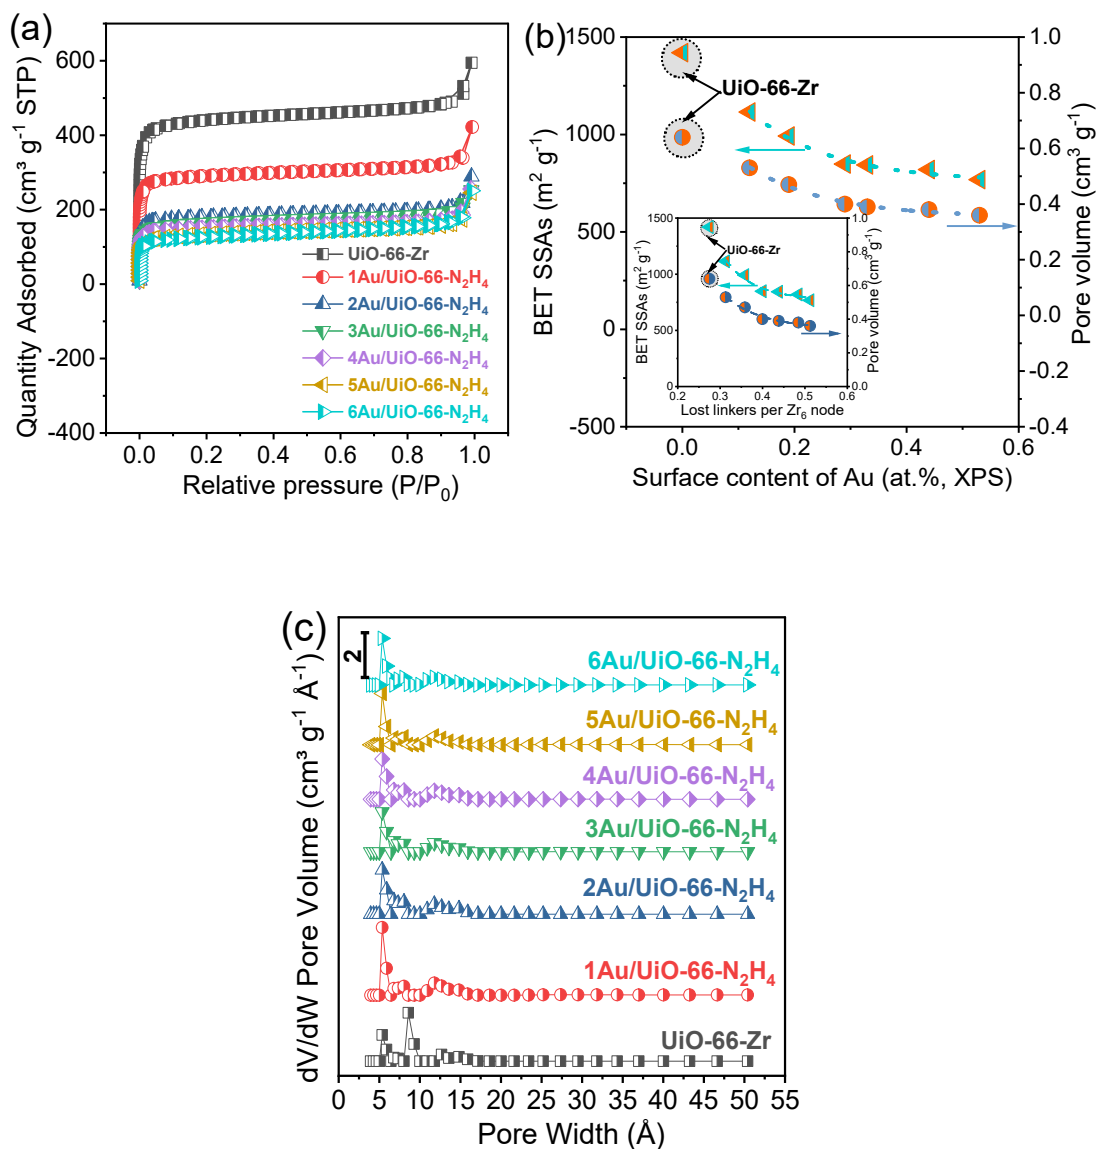 (a)
Quantity Adsorbed (cm³ g⁻¹ STP)
600
400
200
0
-200
-400
0.0 0.2 0.4 0.6 0.8 1.0
Relative pressure (P/P₀)
UiO-66-Zr
1Au/UiO-66-N₂H₄
2Au/UiO-66-N₂H₄
3Au/UiO-66-N₂H₄
4Au/UiO-66-N₂H₄
5Au/UiO-66-N₂H₄
6Au/UiO-66-N₂H₄
(b)
BET SSAs (m² g⁻¹)
1500
1000
500
0
-500
0.0 0.1 0.2 0.3 0.4 0.5 0.6
Surface content of Au (at.%, XPS)
1.0
0.8
0.6
0.4
0.2
0.0
-0.2
-0.4
Pore volume (cm³ g⁻¹)
UiO-66-Zr
BET SSAs (m² g⁻¹)
1500
1000
500
0
0.2 0.3 0.4 0.5 0.6
Lost linkers per Zr₆ node
1.0
0.8
0.6
0.4
0.2
0.0
Pore volume (cm³ g⁻¹)
UiO-66-Zr
(c)
dV/dW Pore Volume (cm³ g⁻¹ Å⁻¹)
2
6Au/UiO-66-N₂H₄
5Au/UiO-66-N₂H₄
4Au/UiO-66-N₂H₄
3Au/UiO-66-N₂H₄
2Au/UiO-66-N₂H₄
1Au/UiO-66-N₂H₄
UiO-66-Zr
0 5 10 15 20 25 30 35 40 45 50 55
Pore Width (Å)